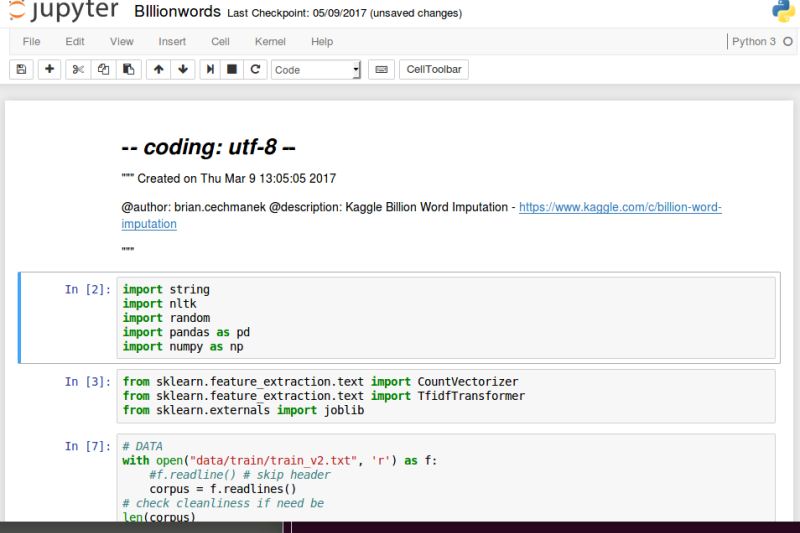 jupyter BIllionwords Last Checkpoint: 05/09/2017 (unsaved changes)
File Edit View Insert Cell Kernel Help Python 3
Code CellToolbar
-- coding: utf-8 --
""" Created on Thu Mar 9 13:05:05 2017
@author: brian.cechmanek @description: Kaggle Billion Word Imputation - https://www.kaggle.com/c/billion-word-
imputation
"""
In [2]: import string
import nltk
import random
import pandas as pd
import numpy as np
In [3]: from sklearn.feature_extraction.text import CountVectorizer
from sklearn.feature_extraction.text import TfidfTransformer
from sklearn.externals import joblib
In [7]: # DATA
with open("data/train/train_v2.txt", 'r') as f:
    #f.readline() # skip header
    corpus = f.readlines()
# check cleanliness if need be
len(corpus)